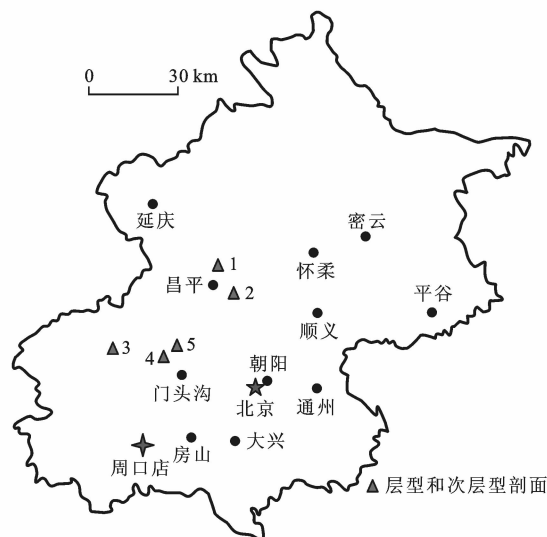 0 30 km
延庆
密云
怀柔
1
昌平
2
平谷
顺义
3
5
4
朝阳
门头沟
北京
通州
房山
大兴
周口店
层型和次层型剖面